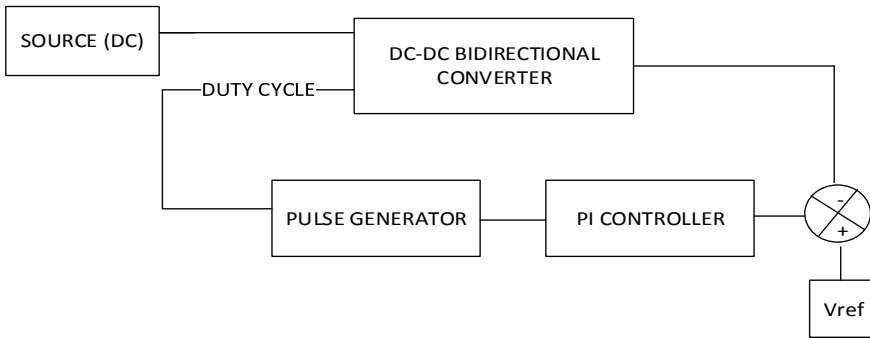 SOURCE (DC)
DC-DC BIDIRECTIONAL
CONVERTER
DUTY CYCLE
PULSE GENERATOR
PI CONTROLLER
-
+
Vref